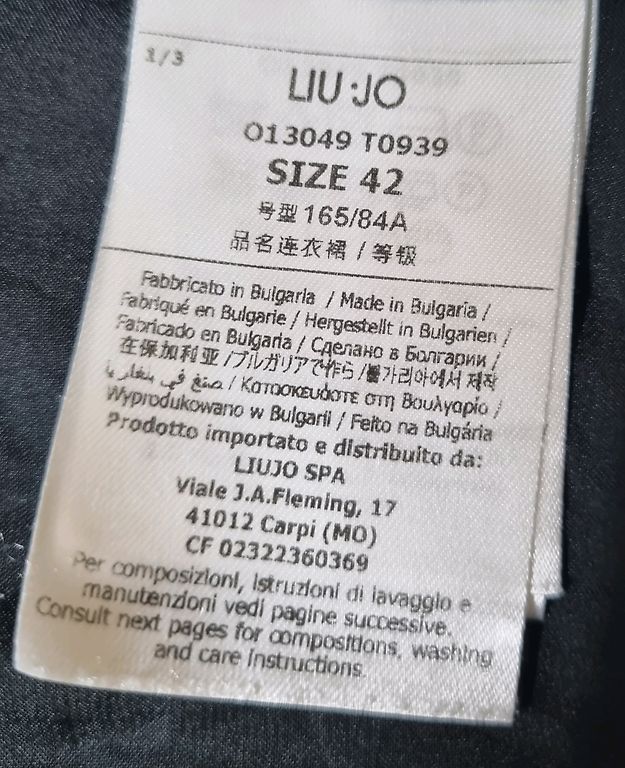 1/3
LIU·JO
O13049 T0939
SIZE 42
号型 165/84A
品名连衣裙 / 等级
Fabbricato in Bulgaria / Made in Bulgaria /
Fabriqué en Bulgarie / Hergestellt in Bulgarien /
Fabricado en Bulgaria / Сделано в Болгарии /
在保加利亚 /ブルガリアで作ら /불가리아에서 제작
صنع في بلغاريا / Κατασκευάστε στη Βουλγαρία /
Wyprodukowano w Bulgarii / Feito na Bulgária
Prodotto importato e distribuito da:
LIUJO SPA
Viale J.A.Fleming, 17
41012 Carpi (MO)
CF 02322360369
Per composizioni, istruzioni di lavaggio e
manutenzioni vedi pagine successive.
Consult next pages for compositions, washing
and care instructions.